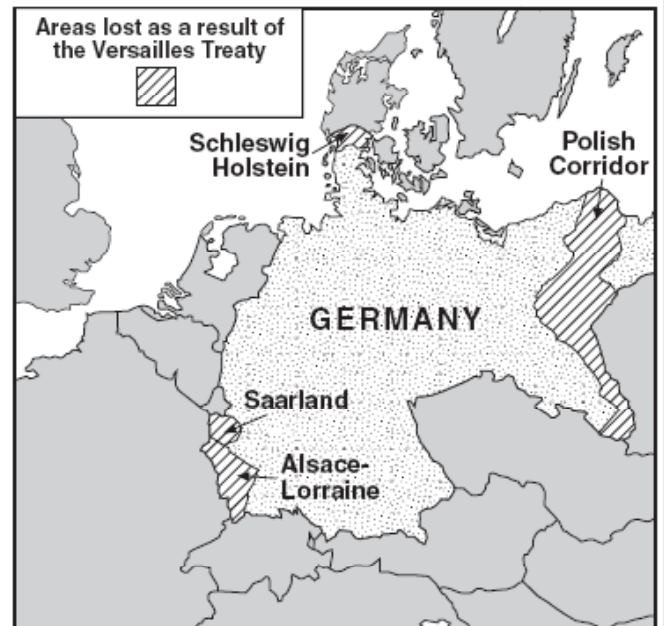 Areas lost as a result of
the Versailles Treaty
Schleswig
Holstein
Polish
Corridor
GERMANY
Saarland
Alsace-
Lorraine